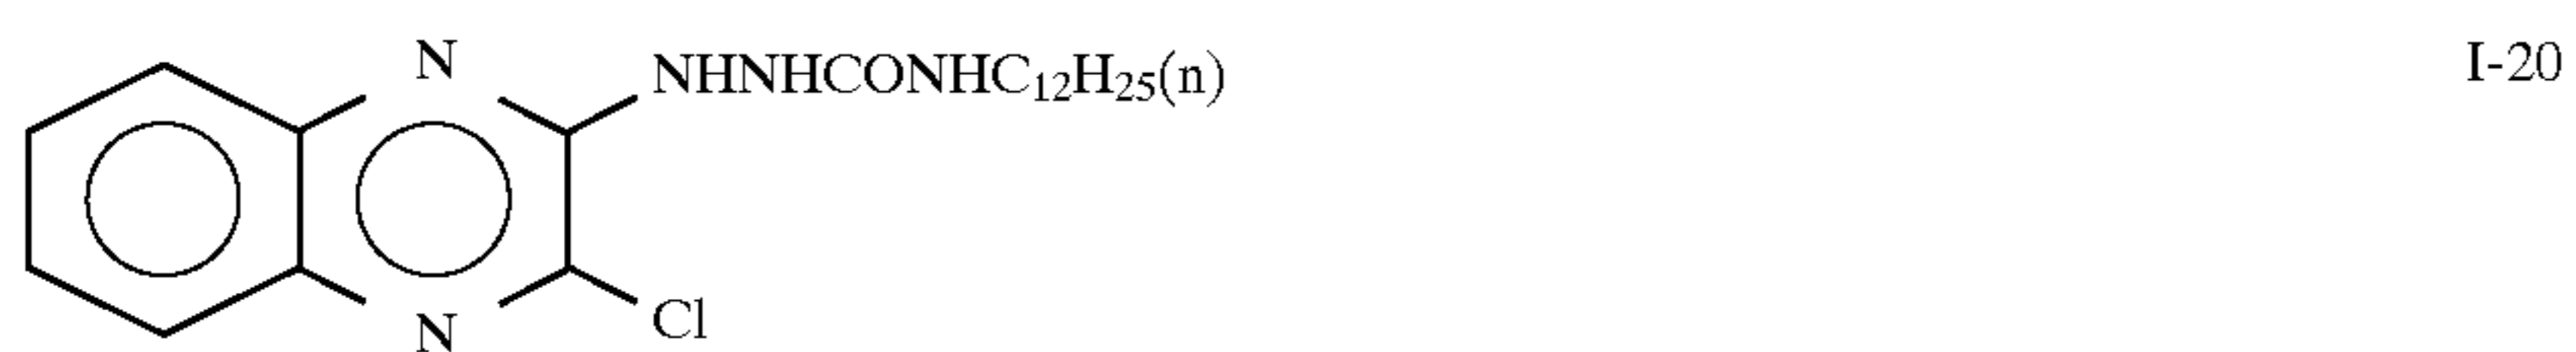 N
NHNHCONHC₁₂H₂₅(n)
I-20
N
Cl